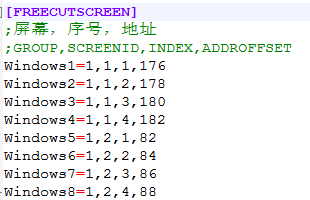 [FREECUTSCREEN]
;屏幕，序号，地址
;GROUP,SCREENID,INDEX,ADDROFFSET
Windows1=1,1,1,176
Windows2=1,1,2,178
Windows3=1,1,3,180
Windows4=1,1,4,182
Windows5=1,2,1,82
Windows6=1,2,2,84
Windows7=1,2,3,86
Windows8=1,2,4,88